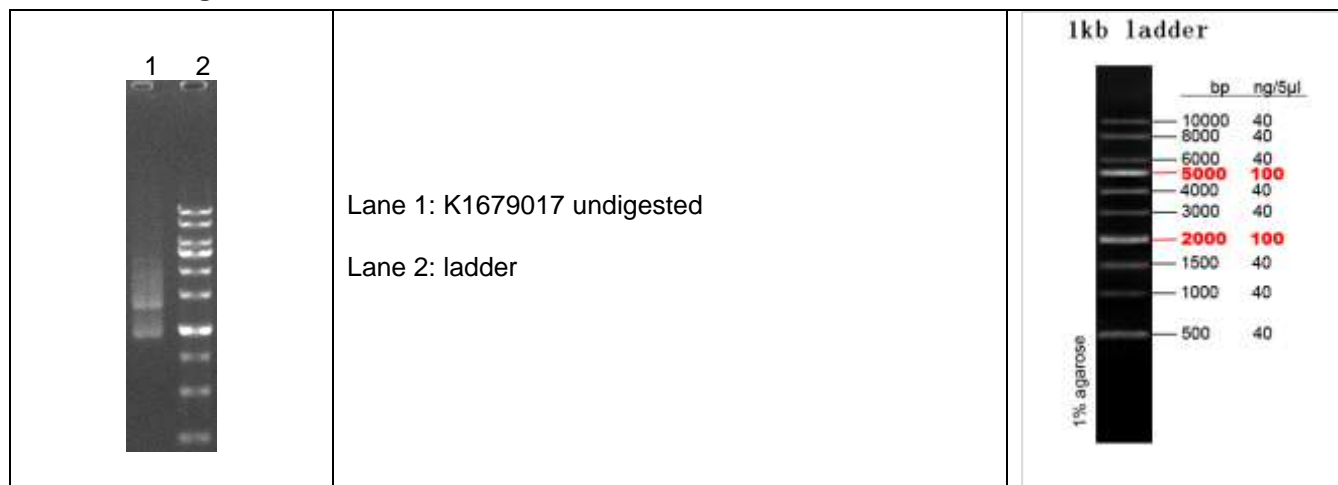 1 2
Lane 1: K1679017 undigested
Lane 2: ladder
1kb ladder
bp ng/5µl
10000 40
8000 40
6000 40
5000 100
4000 40
3000 40
2000 100
1500 40
1000 40
500 40
1% agarose